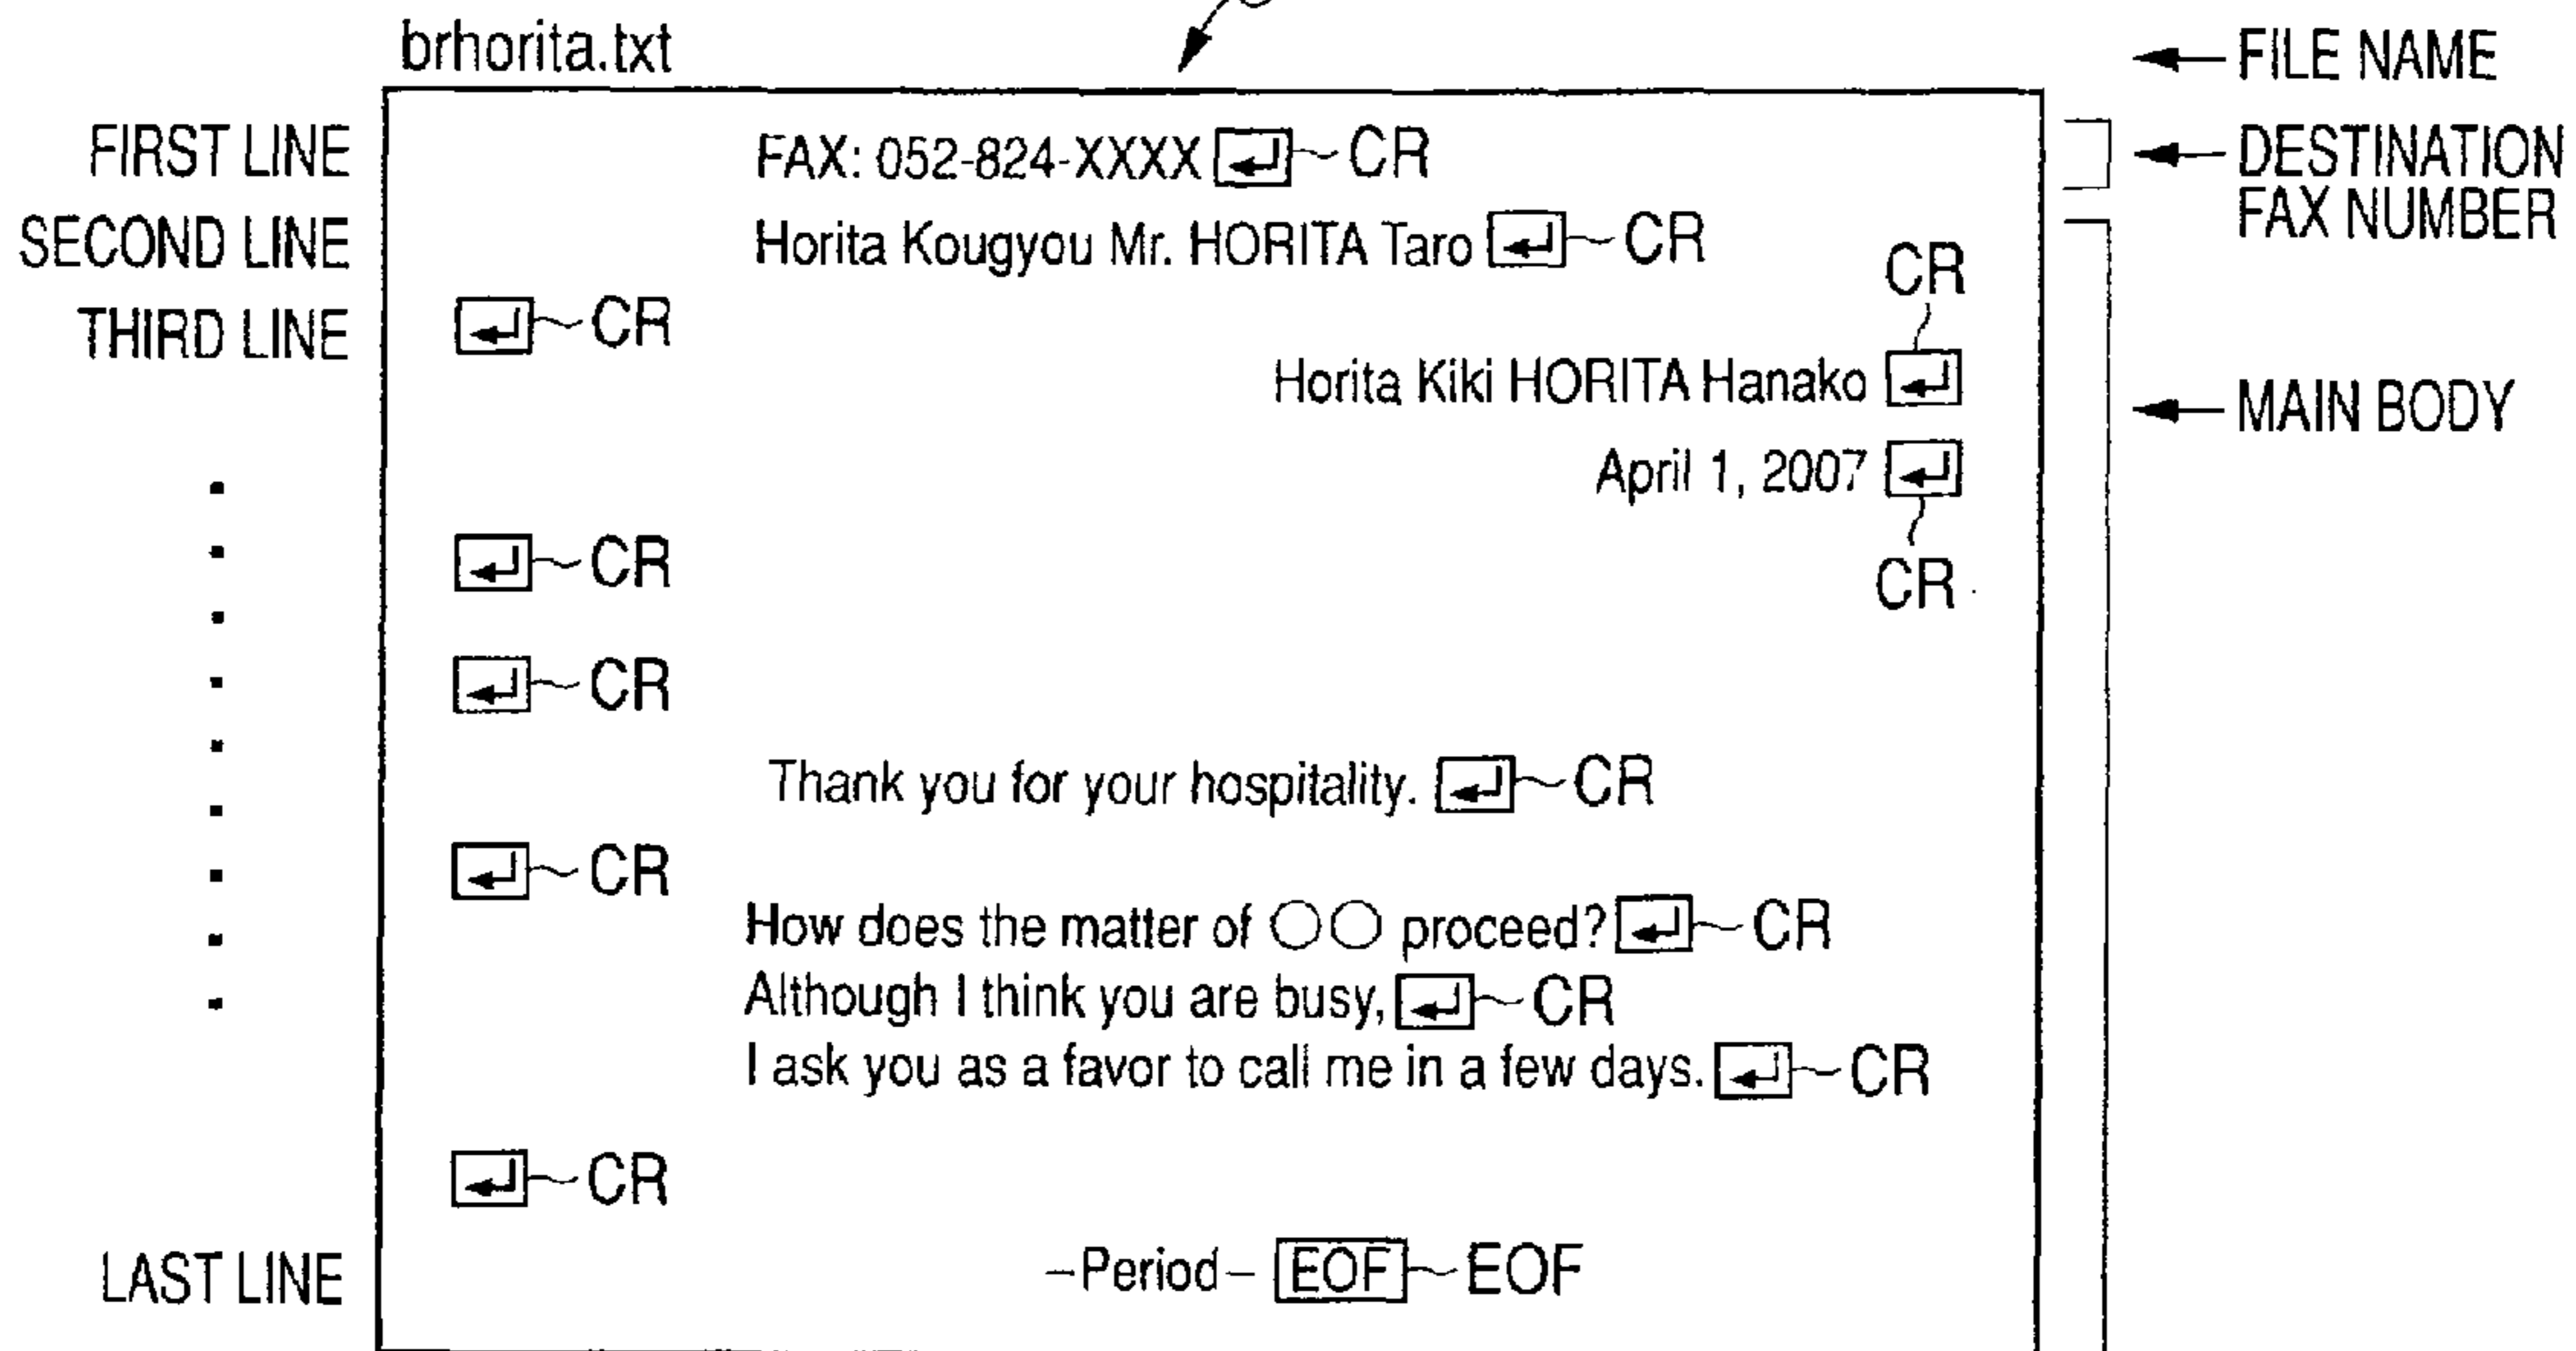 brhorita.txt ← FILE NAME
FIRST LINE FAX: 052-824-XXXX CR ← DESTINATION FAX NUMBER
SECOND LINE Horita Kougyou Mr. HORITA Taro CR
THIRD LINE CR CR
Horita Kiki HORITA Hanako ← MAIN BODY
April 1, 2007
CR CR
CR
Thank you for your hospitality. CR
CR
How does the matter of ○○ proceed? CR
Although I think you are busy, CR
I ask you as a favor to call me in a few days. CR
CR
LAST LINE -Period- EOF EOF